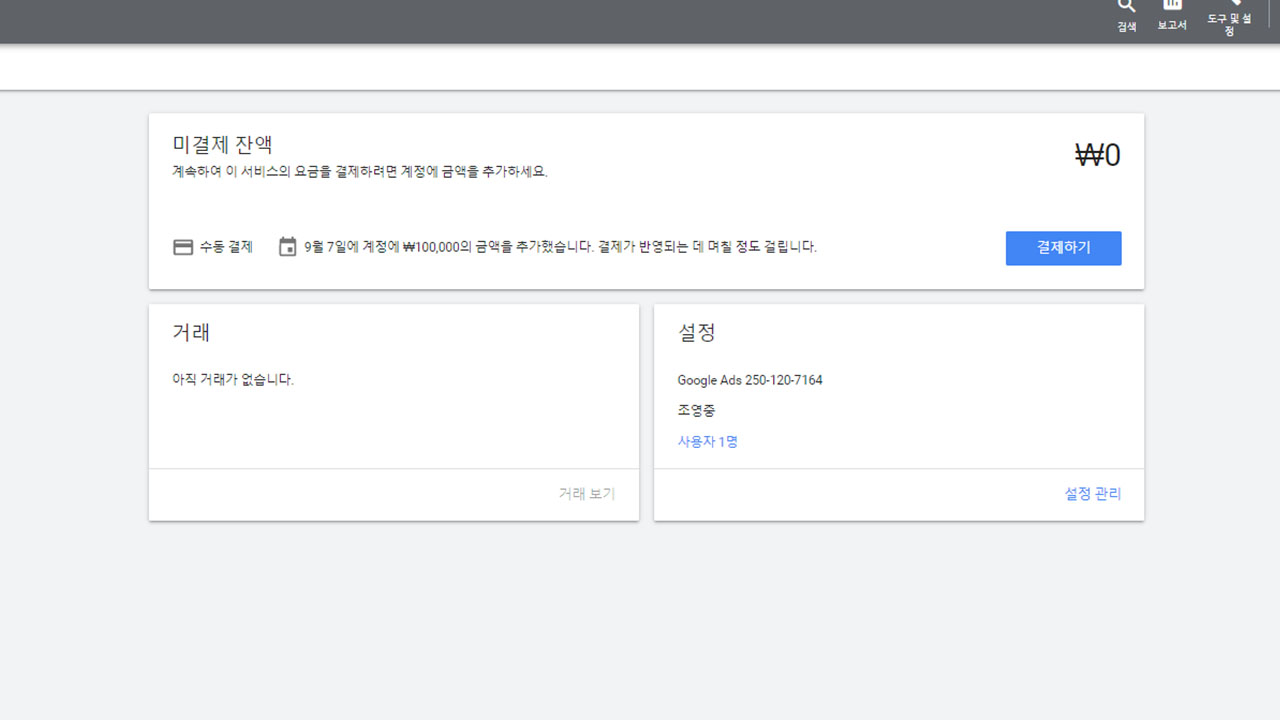 검색
보고서
도구 및 설
정
미결제 잔액
₩0
계속하여 이 서비스의 요금을 결제하려면 계정에 금액을 추가하세요.
수동 결제
9월 7일에 계정에 ₩100,000의 금액을 추가했습니다. 결제가 반영되는 데 며칠 정도 걸립니다.
결제하기
거래
아직 거래가 없습니다.
거래 보기
설정
Google Ads 250-120-7164
조영중
사용자 1명
설정 관리